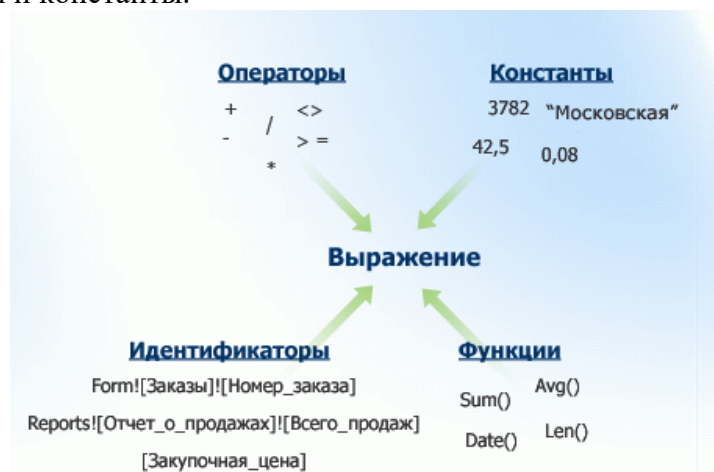 и константы.
Операторы
+ <>
/
- > =
*
Константы
3782 “Московская”
42,5 0,08
Выражение
Идентификаторы
Form![Заказы]![Номер_заказа]
Reports![Отчет_о_продажах]![Всего_продаж]
[Закупочная_цена]
Функции
Sum() Avg()
Date() Len()